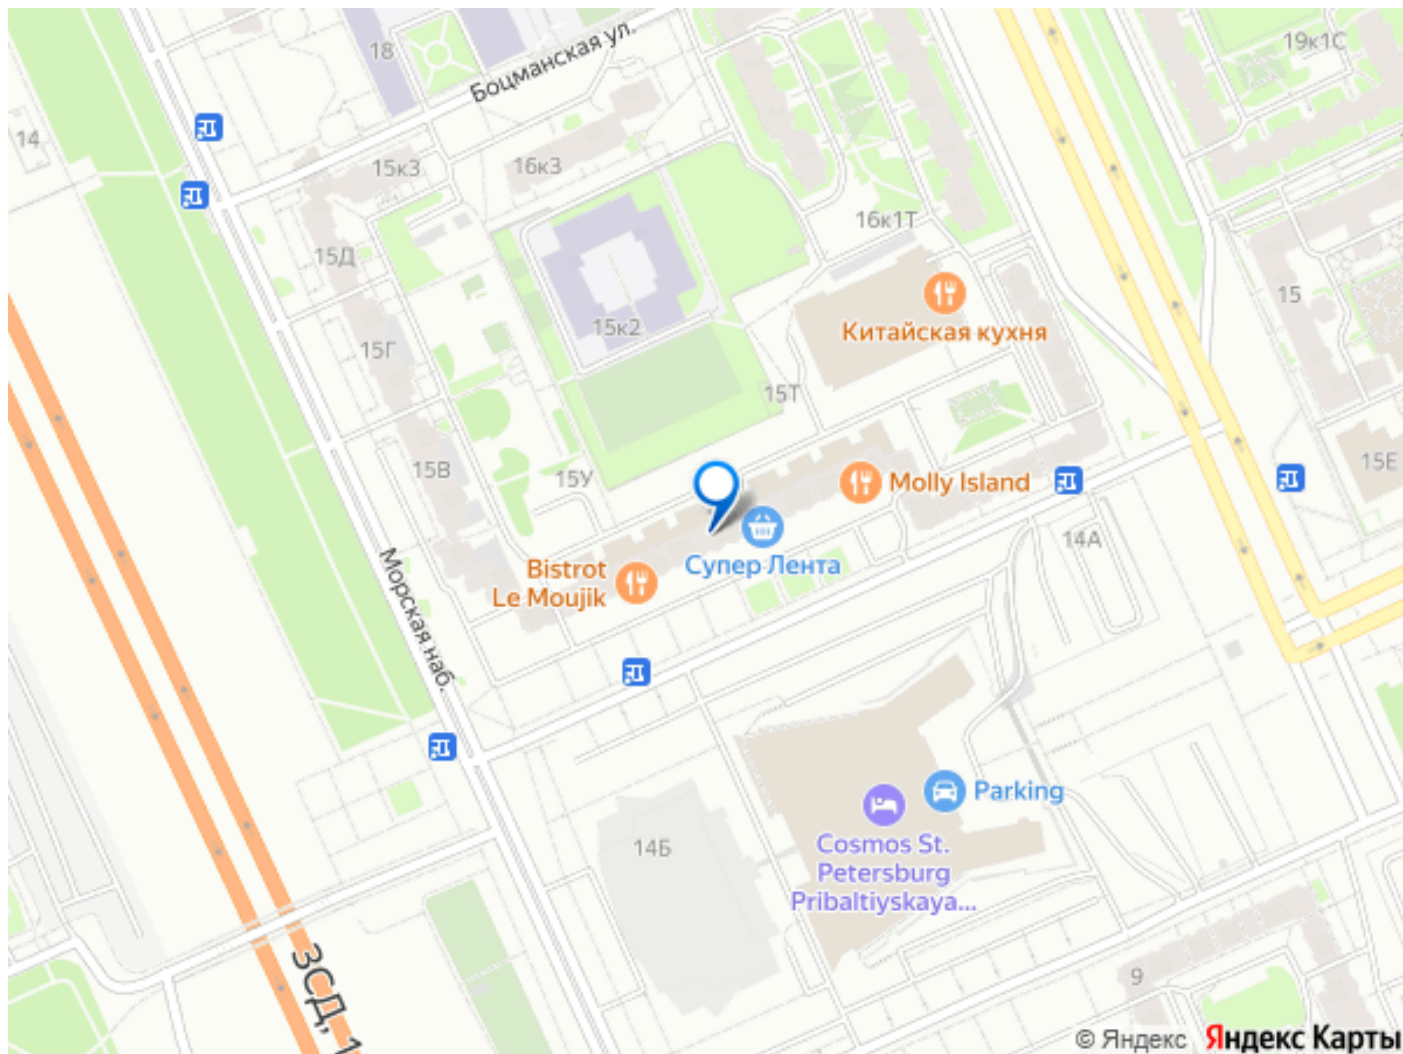 18
Боцманская ул.
19к1С
14
15к3
16к3
16к1Т
15Д
15
15к2
Китайская кухня
15Г
15Т
15В
15У
Molly Island
15Е
14А
Bistrot
Le Moujik
Супер Лента
Морская наб.
Parking
14Б
Cosmos St.
Petersburg
Pribaltiyskaya...
ЗСД, 1
9
© Яндекс Яндекс Карты